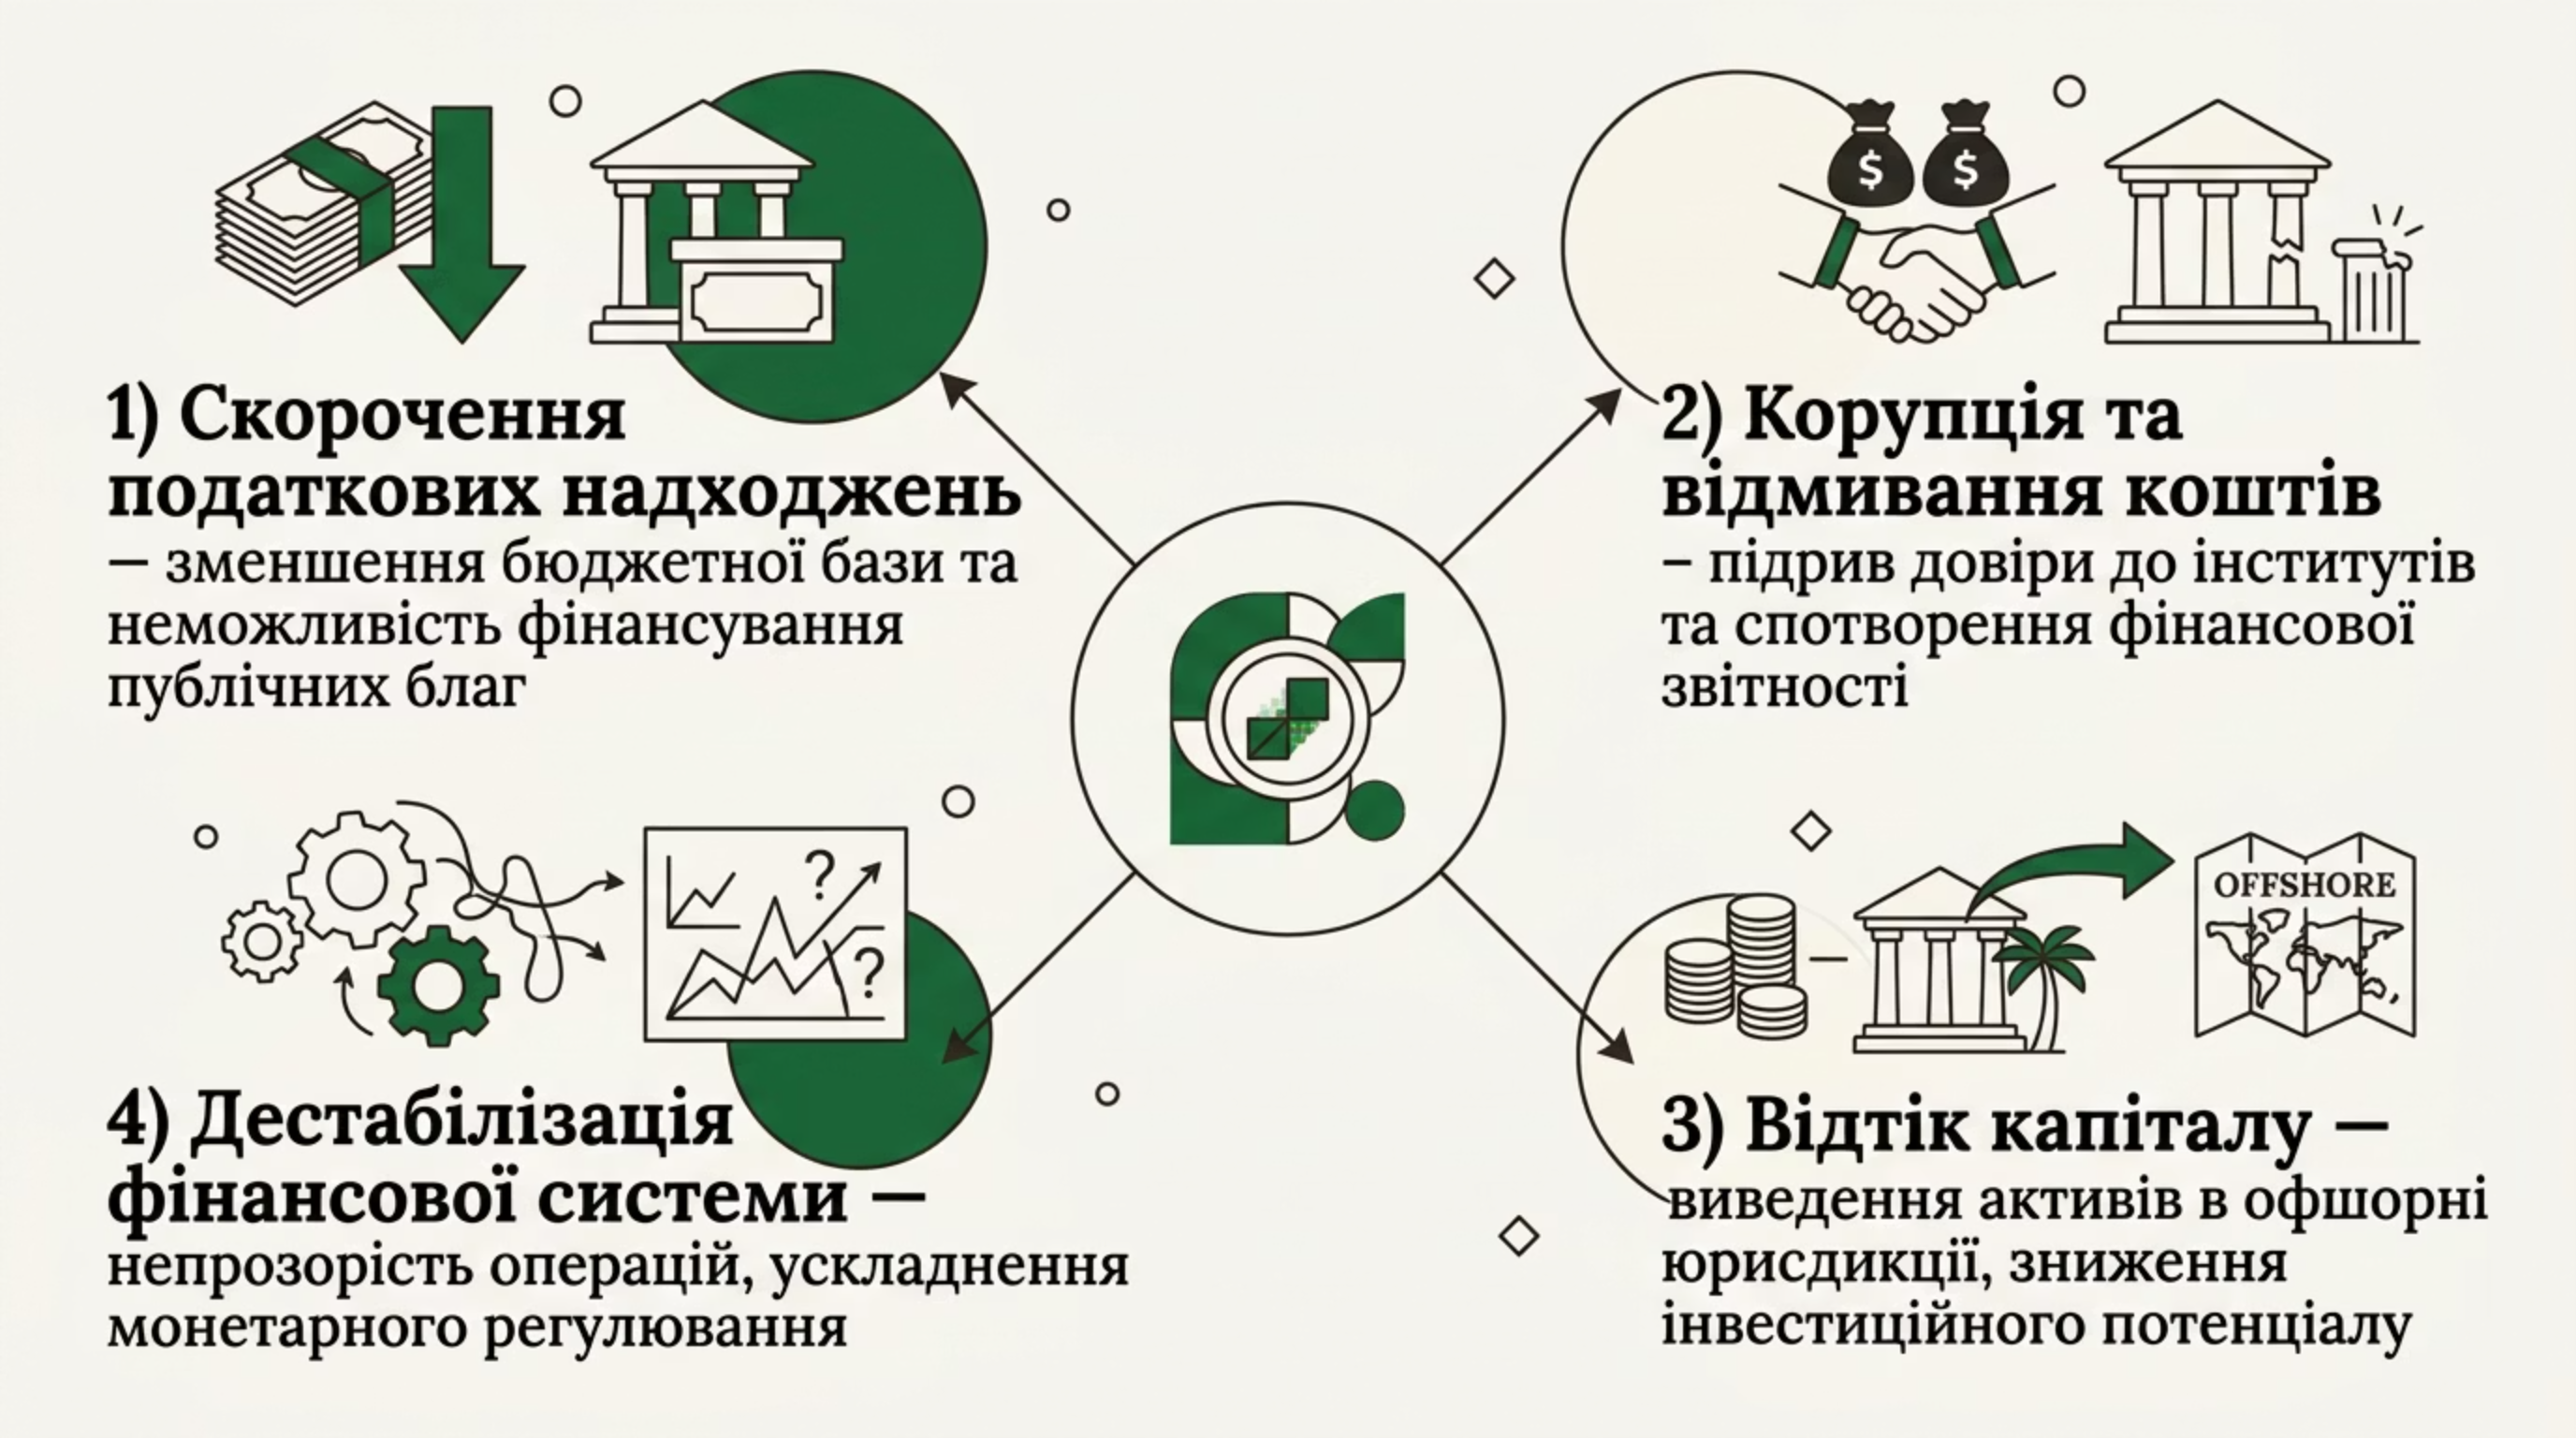 1) Скорочення
податкових надходжень
— зменшення бюджетної бази та
неможливість фінансування
публічних благ
$ $
2) Корупція та
відмивання коштів
– підрив довіри до інститутів
та спотворення фінансової
звітності
OFFSHORE
3) Відтік капіталу —
виведення активів в офшорні
юрисдикції, зниження
інвестиційного потенціалу
?
?
4) Дестабілізація
фінансової системи —
непрозорість операцій, ускладнення
монетарного регулювання